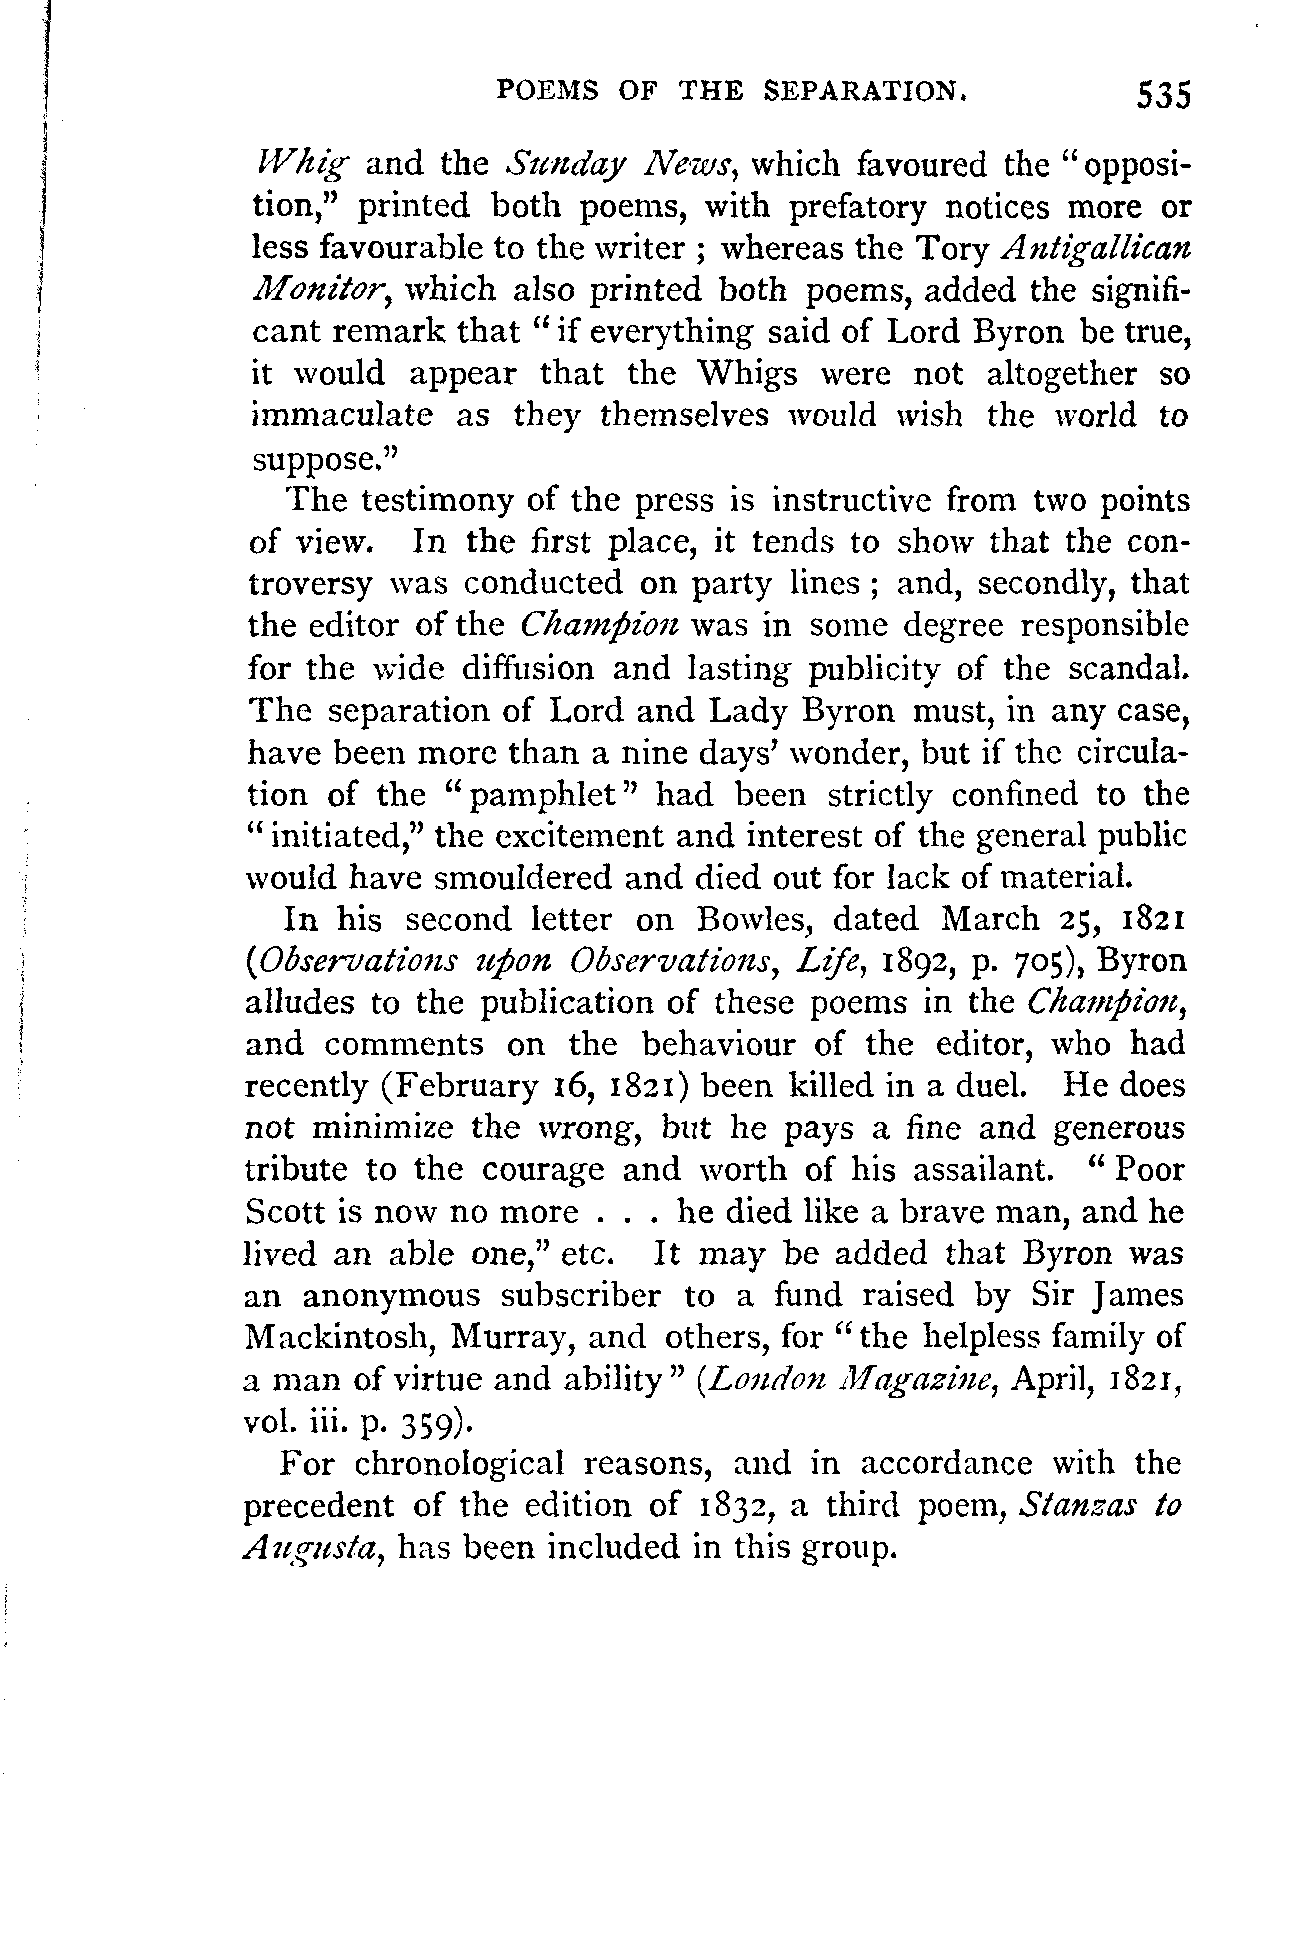 POEMS OF THE SEPARATION. 535
Whig and the Sunday News, which favoured the “opposi-
tion,” printed both poems, with prefatory notices more or
less favourable to the writer ; whereas the Tory Antigallican
Monitor, which also printed both poems, added the signifi-
cant remark that “if everything said of Lord Byron be true,
it would appear that the Whigs were not altogether so
immaculate as they themselves would wish the world to
suppose.”
The testimony of the press is instructive from two points
of view. In the first place, it tends to show that the con-
troversy was conducted on party lines ; and, secondly, that
the editor of the Champion was in some degree responsible
for the wide diffusion and lasting publicity of the scandal.
The separation of Lord and Lady Byron must, in any case,
have been more than a nine days’ wonder, but if the circula-
tion of the “pamphlet” had been strictly confined to the
“initiated,” the excitement and interest of the general public
would have smouldered and died out for lack of material.
In his second letter on Bowles, dated March 25, 1821
(Observations upon Observations, Life, 1892, p. 705), Byron
alludes to the publication of these poems in the Champion,
and comments on the behaviour of the editor, who had
recently (February 16, 1821) been killed in a duel. He does
not minimize the wrong, but he pays a fine and generous
tribute to the courage and worth of his assailant. “Poor
Scott is now no more . . . he died like a brave man, and he
lived an able one,” etc. It may be added that Byron was
an anonymous subscriber to a fund raised by Sir James
Mackintosh, Murray, and others, for “the helpless family of
a man of virtue and ability” (London Magazine, April, 1821,
vol. iii. p. 359).
For chronological reasons, and in accordance with the
precedent of the edition of 1832, a third poem, Stanzas to
Augusta, has been included in this group.